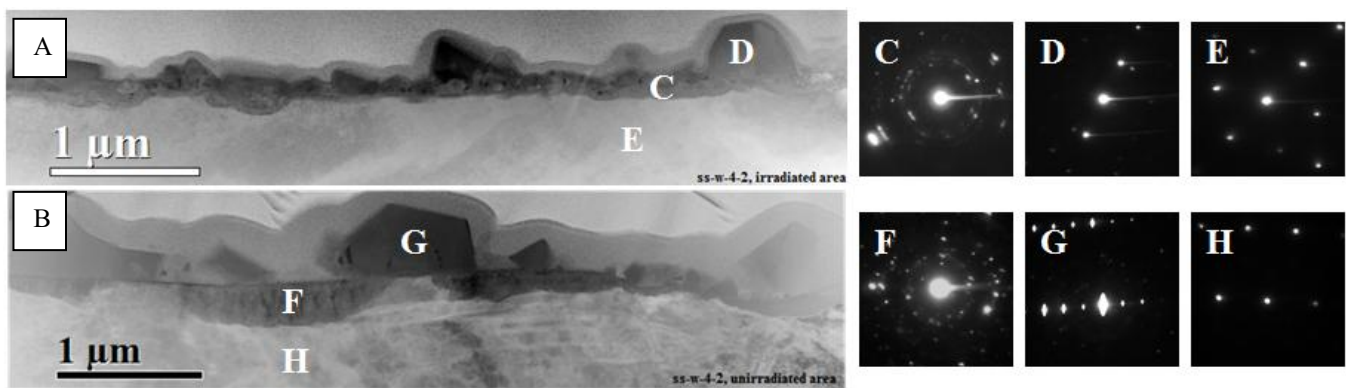 A
D
C
1 μm
E
ss-w-4-2, irradiated area
C
D
E
B
G
F
1 μm
H
ss-w-4-2, unirradiated area
F
G
H